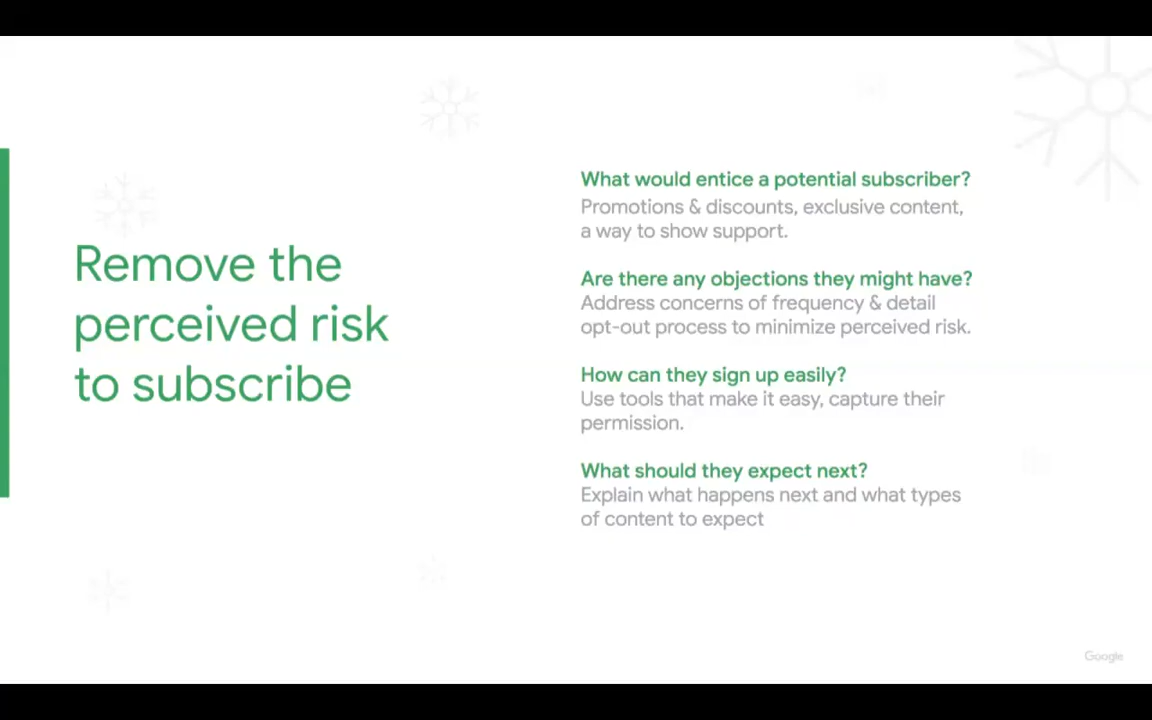 Remove the
perceived risk
to subscribe
What would entice a potential subscriber?
Promotions & discounts, exclusive content,
a way to show support.
Are there any objections they might have?
Address concerns of frequency & detail
opt-out process to minimize perceived risk.
How can they sign up easily?
Use tools that make it easy, capture their
permission.
What should they expect next?
Explain what happens next and what types
of content to expect
Google